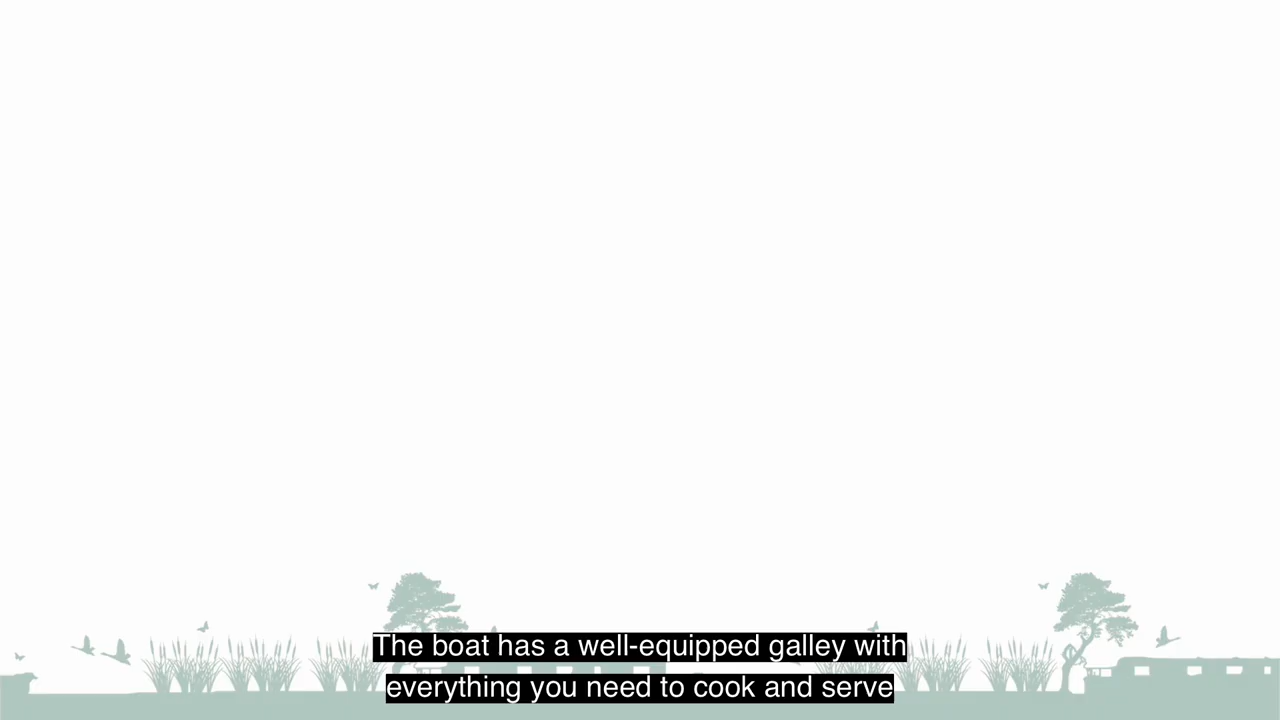 The boat has a well-equipped galley with
everything you need to cook and serve